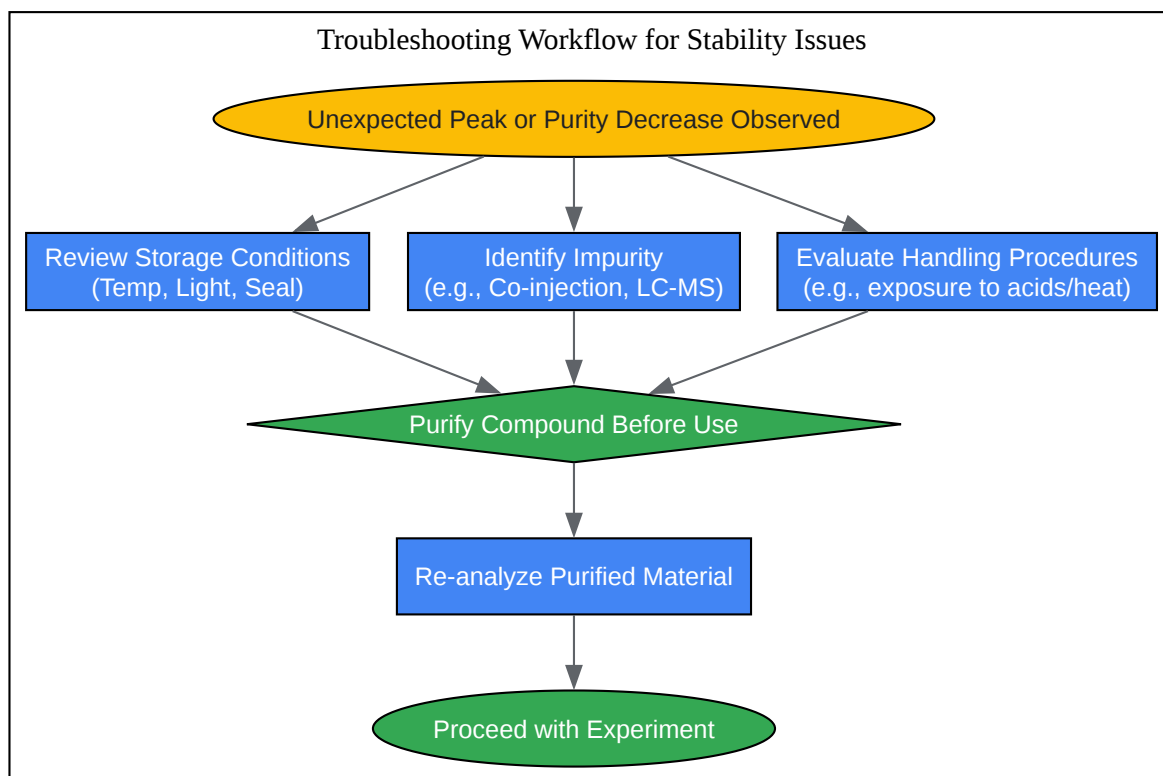 Troubleshooting Workflow for Stability Issues
Unexpected Peak or Purity Decrease Observed
Review Storage Conditions
(Temp, Light, Seal)
Identify Impurity
(e.g., Co-injection, LC-MS)
Evaluate Handling Procedures
(e.g., exposure to acids/heat)
Purify Compound Before Use
Re-analyze Purified Material
Proceed with Experiment